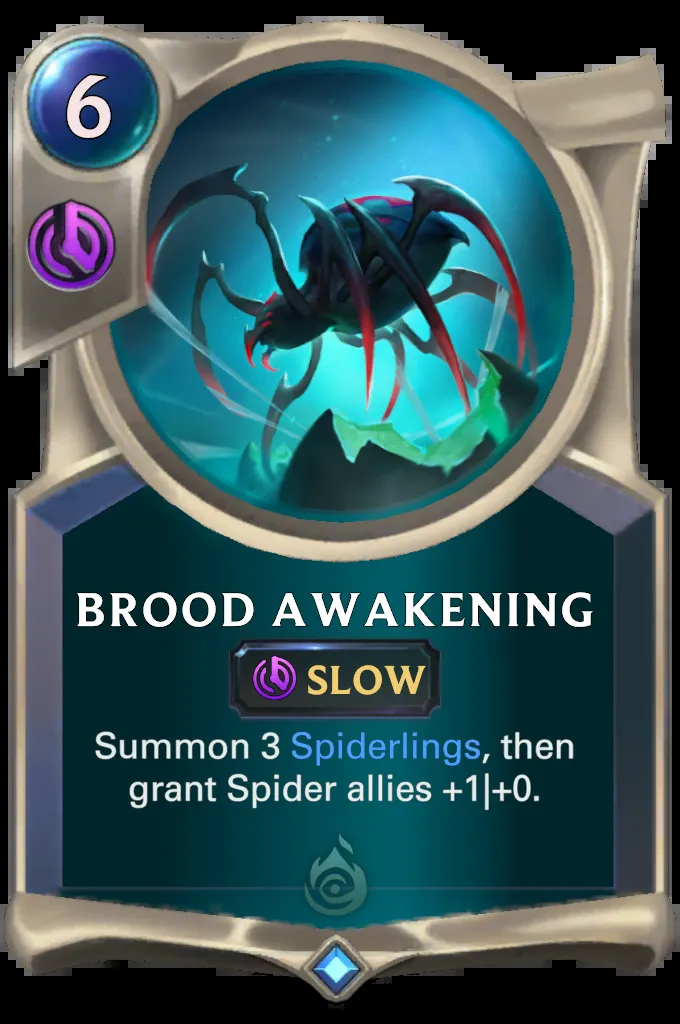 6
BROOD AWAKENING
SLOW
Summon 3 Spiderlings, then
grant Spider allies +1|+0.